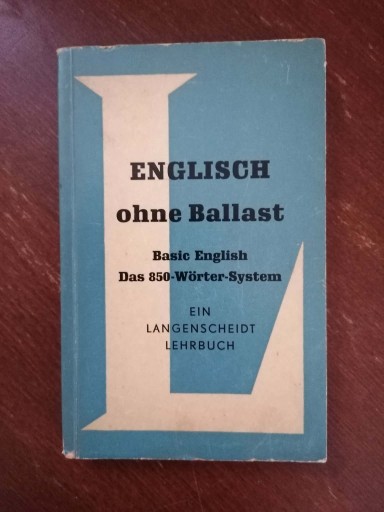 ENGLISCH
ohne Ballast
Basic English
Das 850-Wörter-System
EIN
LANGENSCHEIDT
LEHRBUCH